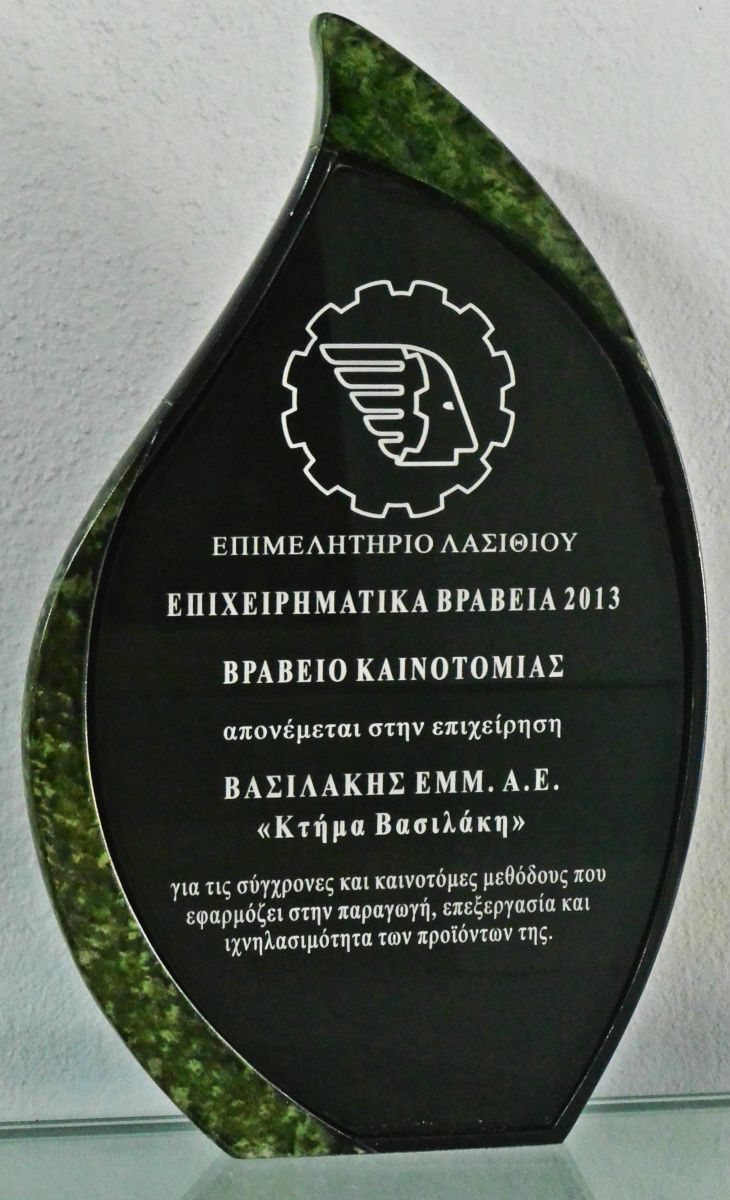 ΕΠΙΜΕΛΗΤΗΡΙΟ ΛΑΣΙΘΙΟΥ
ΕΠΙΧΕΙΡΗΜΑΤΙΚΑ ΒΡΑΒΕΙΑ 2013
ΒΡΑΒΕΙΟ ΚΑΙΝΟΤΟΜΙΑΣ
απονέμεται στην επιχείρηση
ΒΑΣΙΛΑΚΗΣ ΕΜΜ. Α.Ε.
«Κτήμα Βασιλάκη»
για τις σύγχρονες και καινοτόμες μεθόδους που
εφαρμόζει στην παραγωγή, επεξεργασία και
ιχνηλασιμότητα των προϊόντων της.